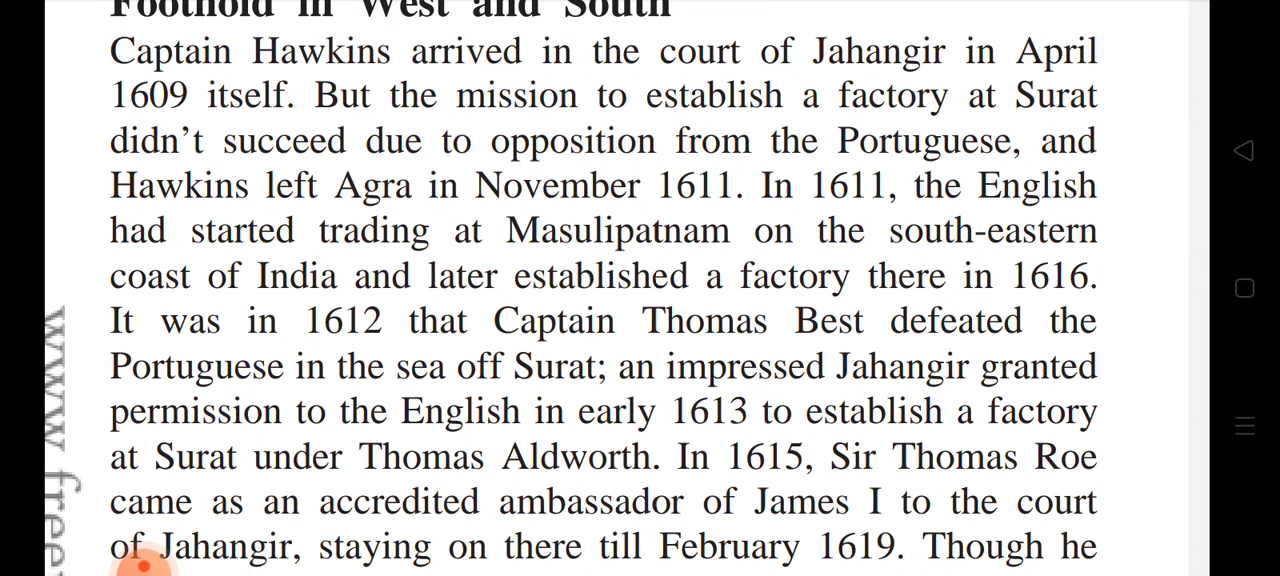 Foothold in West and South
Captain Hawkins arrived in the court of Jahangir in April
1609 itself. But the mission to establish a factory at Surat
didn’t succeed due to opposition from the Portuguese, and
Hawkins left Agra in November 1611. In 1611, the English
had started trading at Masulipatnam on the south-eastern
coast of India and later established a factory there in 1616.
It was in 1612 that Captain Thomas Best defeated the
Portuguese in the sea off Surat; an impressed Jahangir granted
permission to the English in early 1613 to establish a factory
at Surat under Thomas Aldworth. In 1615, Sir Thomas Roe
came as an accredited ambassador of James I to the court
of Jahangir, staying on there till February 1619. Though he
www free